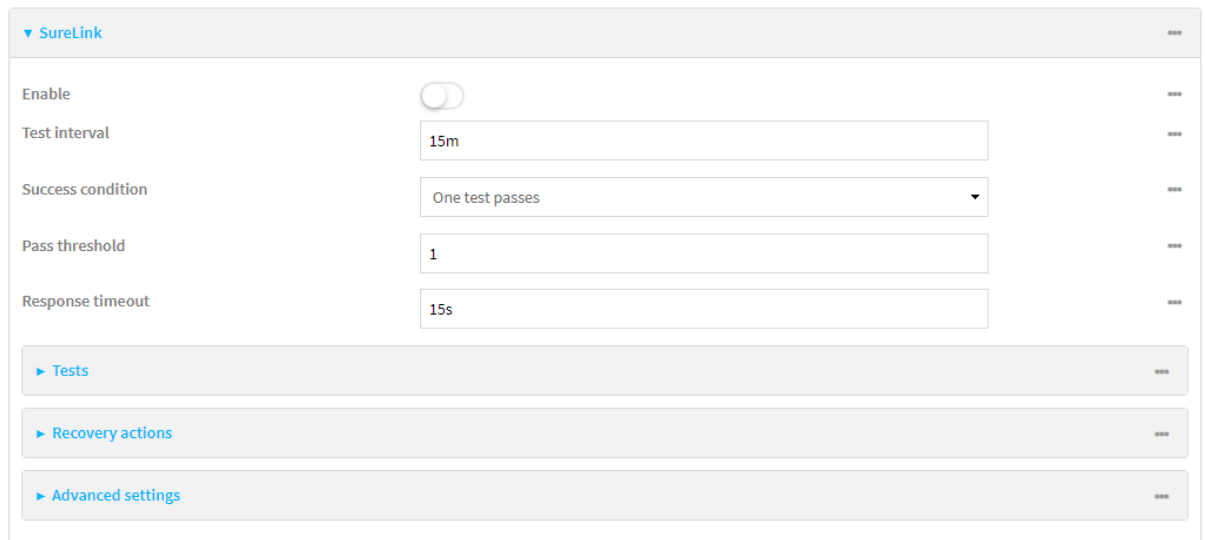 SureLink
Enable
Test interval
15m
Success condition
One test passes
Pass threshold
1
Response timeout
15s
Tests
Recovery actions
Advanced settings